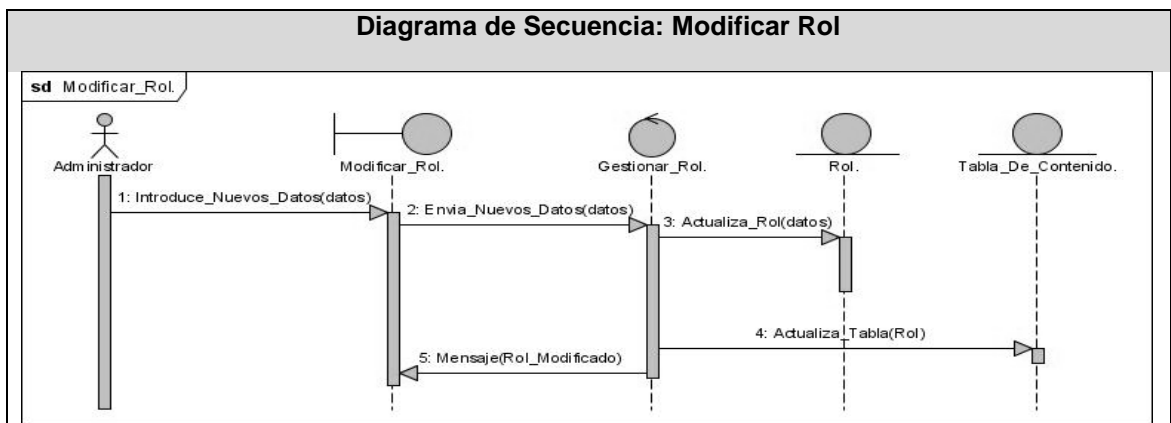 Diagrama de Secuencia: Modificar Rol
sd Modificar_Rol.
Administrador
Modificar_Rol.
Gestionar_Rol.
Rol.
Tabla_De_Contenido.
1: Introduce_Nuevos_Datos(datos)
2: Envia_Nuevos_Datos(datos)
3: Actualiza_Rol(datos)
4: Actualiza_Tabla(Rol)
5: Mensaje(Rol_Modificado)